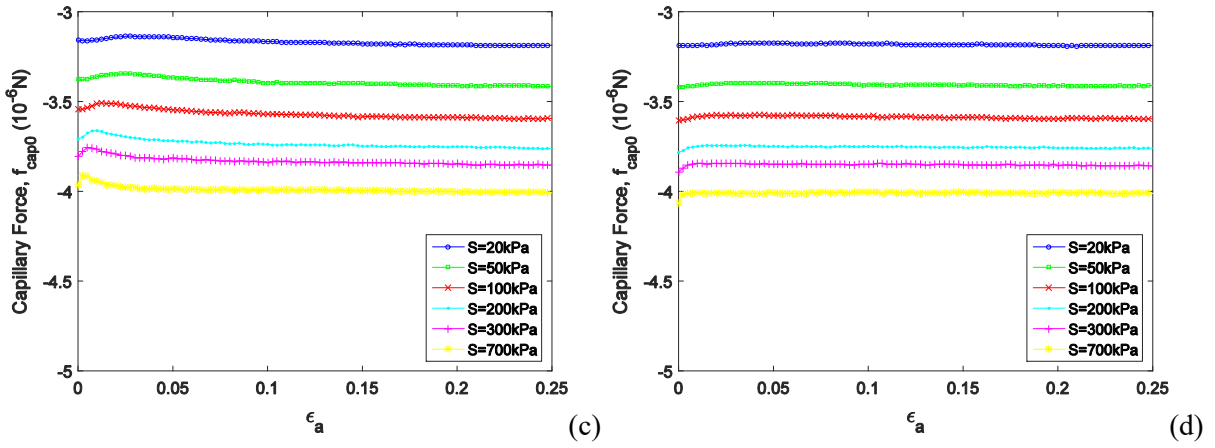 -3
-3.5
-4
-4.5
-5
Capillary Force, f_cap0 (10^-6 N)
0
0.05
0.1
0.15
0.2
0.25
ϵ_a
S=20kPa
S=50kPa
S=100kPa
S=200kPa
S=300kPa
S=700kPa
(c)
-3
-3.5
-4
-4.5
-5
Capillary Force, f_cap0 (10^-6 N)
0
0.05
0.1
0.15
0.2
0.25
ϵ_a
S=20kPa
S=50kPa
S=100kPa
S=200kPa
S=300kPa
S=700kPa
(d)